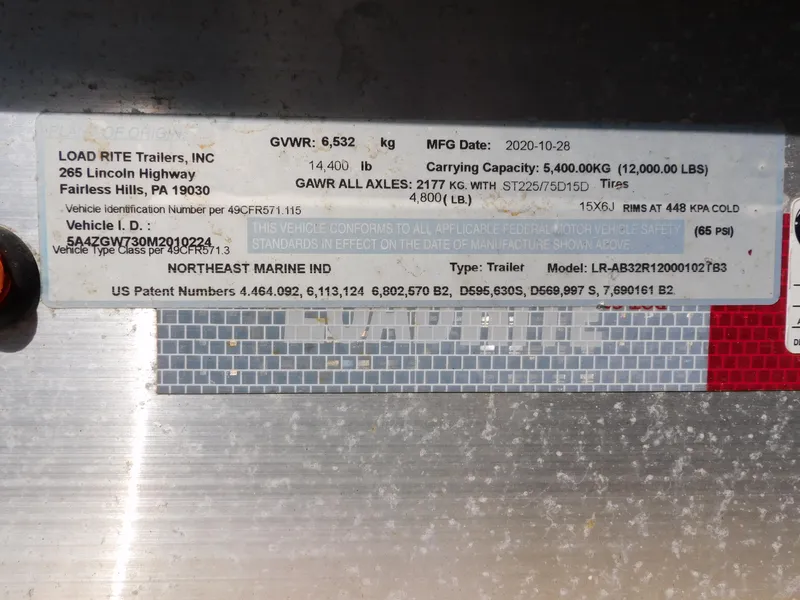 PLACE OF ORIGIN
GVWR: 6,532 kg MFG Date: 2020-10-28
LOAD RITE Trailers, INC 14,400 lb Carrying Capacity: 5,400.00KG (12,000.00 LBS)
265 Lincoln Highway GAWR ALL AXLES: 2177 KG. WITH ST225/75D15D Tires
Fairless Hills, PA 19030 4,800 ( LB.)
Vehicle Identification Number per 49CFR571.115 15X6J RIMS AT 448 KPA COLD
Vehicle I. D. : THIS VEHICLE CONFORMS TO ALL APPLICABLE FEDERAL MOTOR VEHICLE SAFETY (65 PSI)
5A4ZGW730M2010224 STANDARDS IN EFFECT ON THE DATE OF MANUFACTURE SHOWN ABOVE
Vehicle Type Class per 49CFR571.3
NORTHEAST MARINE IND Type: Trailer Model: LR-AB32R12000102TB3
US Patent Numbers 4.464.092, 6,113,124 6,802,570 B2, D595,630S, D569,997 S, 7,690161 B2